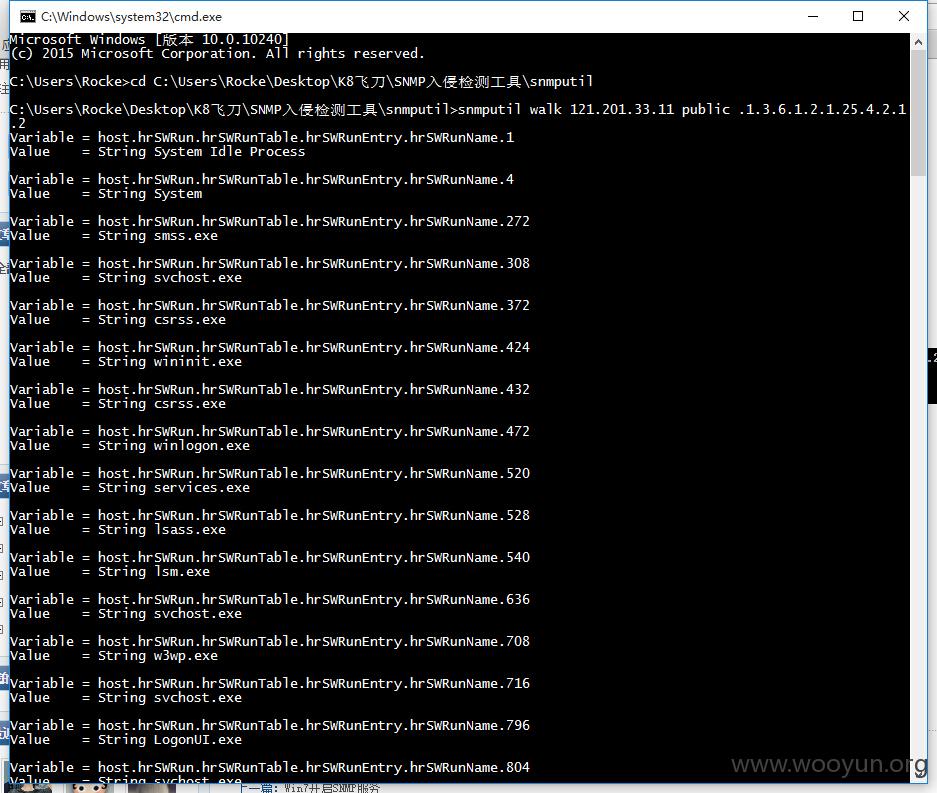 C:\Windows\system32\cmd.exe
Microsoft Windows [版本 10.0.10240]
(c) 2015 Microsoft Corporation. All rights reserved.
C:\Users\Rocke>cd C:\Users\Rocke\Desktop\K8飞刀\SNMP入侵检测工具\snmputil
C:\Users\Rocke\Desktop\K8飞刀\SNMP入侵检测工具\snmputil>snmputil walk 121.201.33.11 public .1.3.6.1.2.1.25.4.2.1
.2
Variable = host.hrSWRun.hrSWRunTable.hrSWRunEntry.hrSWRunName.1
Value    = String System Idle Process
Variable = host.hrSWRun.hrSWRunTable.hrSWRunEntry.hrSWRunName.4
Value    = String System
Variable = host.hrSWRun.hrSWRunTable.hrSWRunEntry.hrSWRunName.272
Value    = String smss.exe
Variable = host.hrSWRun.hrSWRunTable.hrSWRunEntry.hrSWRunName.308
Value    = String svchost.exe
Variable = host.hrSWRun.hrSWRunTable.hrSWRunEntry.hrSWRunName.372
Value    = String csrss.exe
Variable = host.hrSWRun.hrSWRunTable.hrSWRunEntry.hrSWRunName.424
Value    = String wininit.exe
Variable = host.hrSWRun.hrSWRunTable.hrSWRunEntry.hrSWRunName.432
Value    = String csrss.exe
Variable = host.hrSWRun.hrSWRunTable.hrSWRunEntry.hrSWRunName.472
Value    = String winlogon.exe
Variable = host.hrSWRun.hrSWRunTable.hrSWRunEntry.hrSWRunName.520
Value    = String services.exe
Variable = host.hrSWRun.hrSWRunTable.hrSWRunEntry.hrSWRunName.528
Value    = String lsass.exe
Variable = host.hrSWRun.hrSWRunTable.hrSWRunEntry.hrSWRunName.540
Value    = String lsm.exe
Variable = host.hrSWRun.hrSWRunTable.hrSWRunEntry.hrSWRunName.636
Value    = String svchost.exe
Variable = host.hrSWRun.hrSWRunTable.hrSWRunEntry.hrSWRunName.708
Value    = String w3wp.exe
Variable = host.hrSWRun.hrSWRunTable.hrSWRunEntry.hrSWRunName.716
Value    = String svchost.exe
Variable = host.hrSWRun.hrSWRunTable.hrSWRunEntry.hrSWRunName.796
Value    = String LogonUI.exe
Variable = host.hrSWRun.hrSWRunTable.hrSWRunEntry.hrSWRunName.804
Value    = String svchost.exe
www.wooyun.org
上一篇：Win7开启SNMP服务